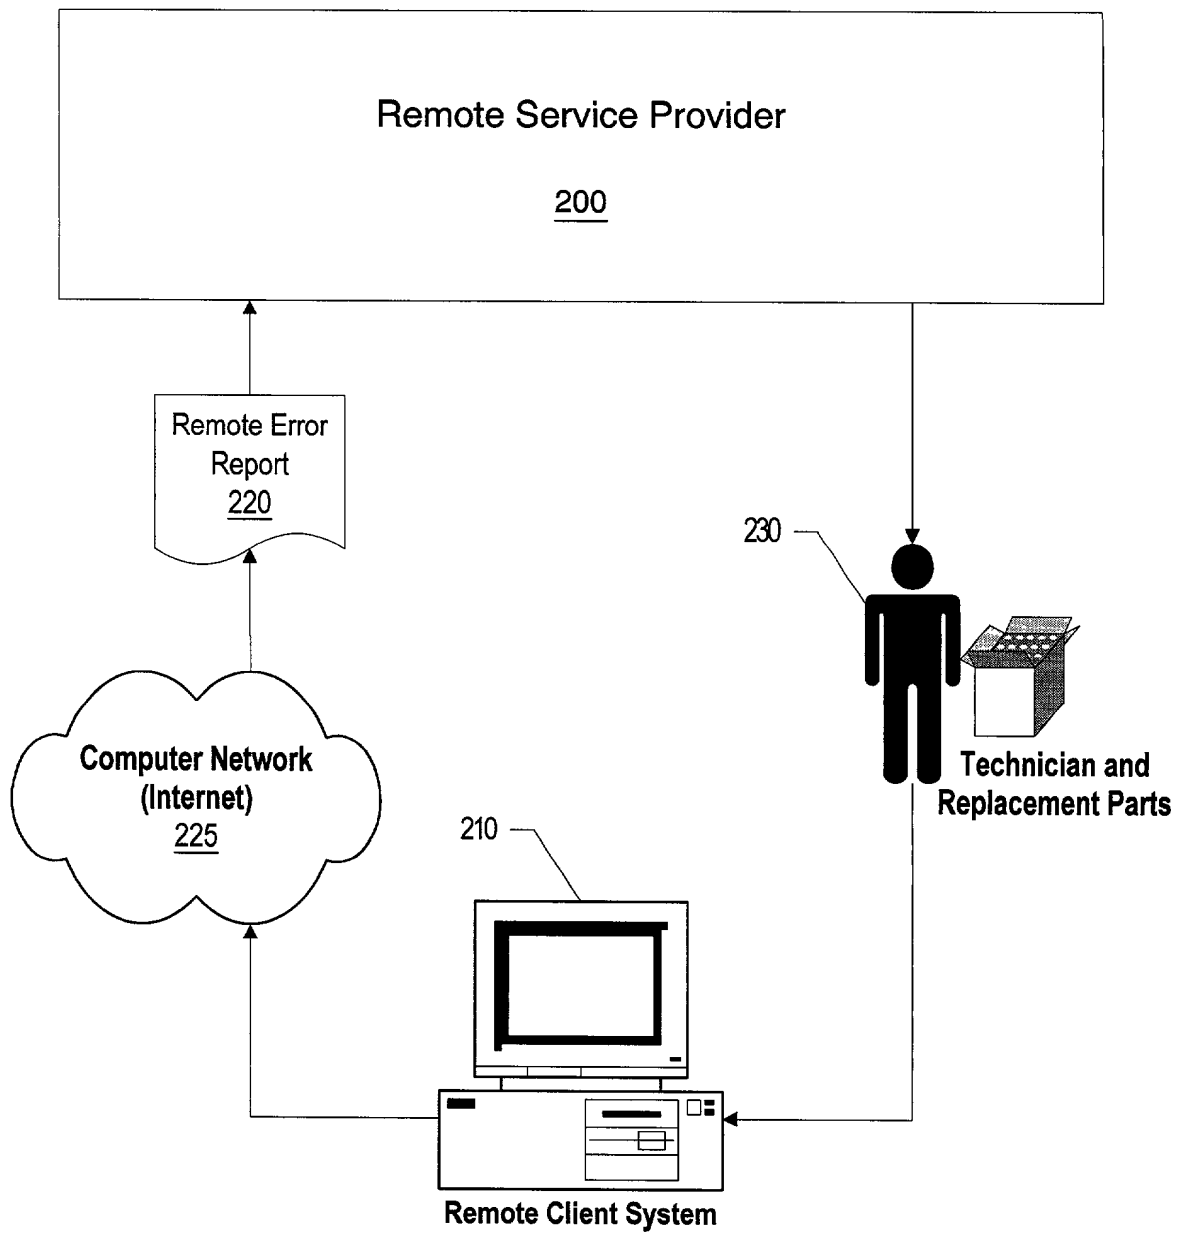 Remote Service Provider
200
Remote Error
Report
220
230
Computer Network
(Internet)
225
Technician and
Replacement Parts
210
Remote Client System